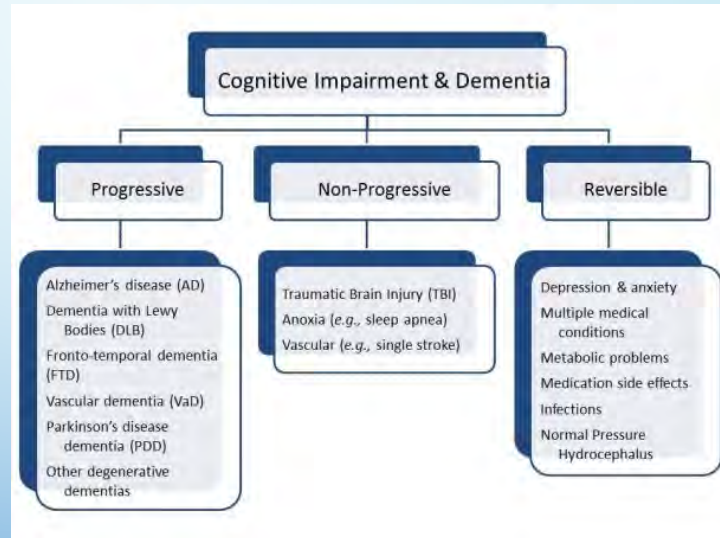 Cognitive Impairment & Dementia
Progressive
Non-Progressive
Reversible
Alzheimer's disease (AD)
Dementia with Lewy
Bodies (DLB)
Fronto-temporal dementia
(FTD)
Vascular dementia (VaD)
Parkinson's disease
dementia (PDD)
Other degenerative
dementias
Traumatic Brain Injury (TBI)
Anoxia (e.g., sleep apnea)
Vascular (e.g., single stroke)
Depression & anxiety
Multiple medical
conditions
Metabolic problems
Medication side effects
Infections
Normal Pressure
Hydrocephalus